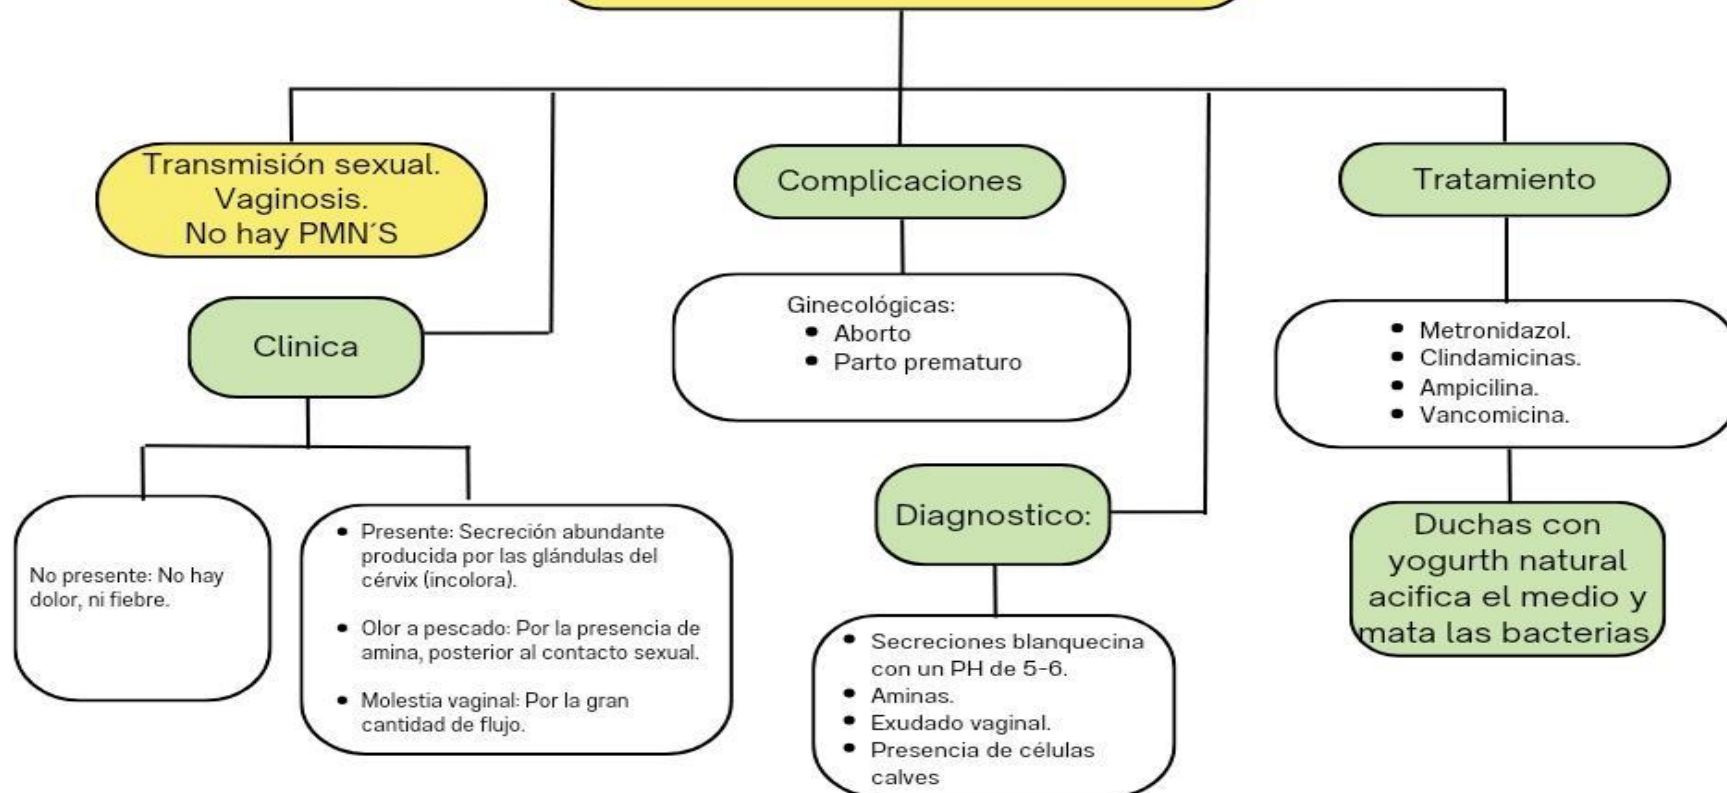 Transmisión sexual.
Vaginosis.
No hay PMN´S
Clinica
No presente: No hay
dolor, ni fiebre.
• Presente: Secreción abundante
producida por las glándulas del
cérvix (incolora).
• Olor a pescado: Por la presencia de
amina, posterior al contacto sexual.
• Molestia vaginal: Por la gran
cantidad de flujo.
Complicaciones
Ginecológicas:
• Aborto
• Parto prematuro
Diagnostico:
• Secreciones blanquecina
con un PH de 5-6.
• Aminas.
• Exudado vaginal.
• Presencia de células
calves
Tratamiento
• Metronidazol.
• Clindamicinas.
• Ampicilina.
• Vancomicina.
Duchas con
yogurth natural
acifica el medio y
mata las bacterias